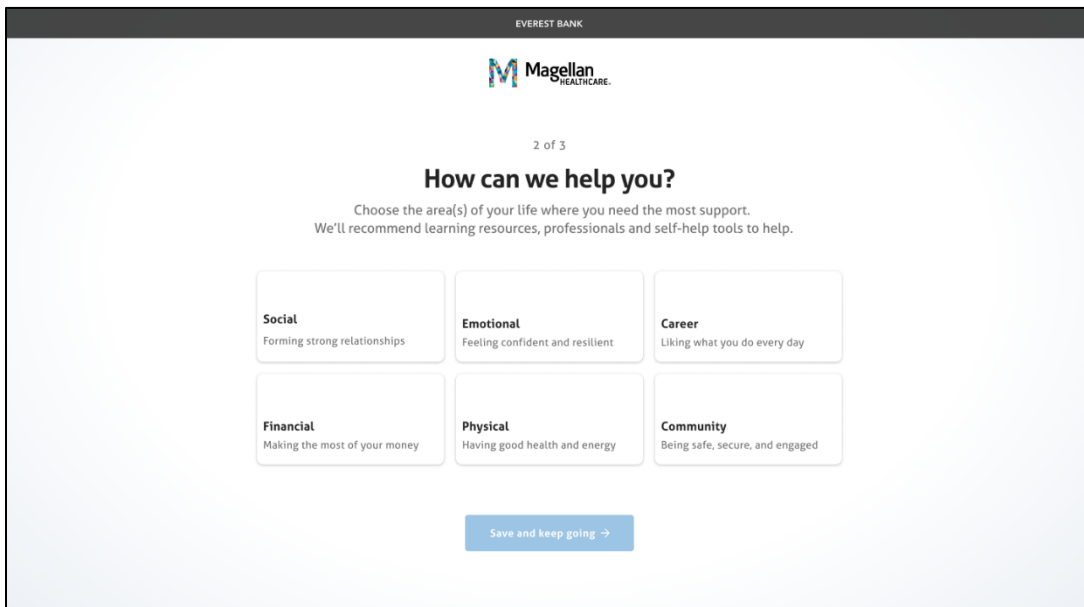 EVEREST BANK
Magellan
HEALTHCARE.
2 of 3
How can we help you?
Choose the area(s) of your life where you need the most support.
We'll recommend learning resources, professionals and self-help tools to help.
Social
Forming strong relationships
Emotional
Feeling confident and resilient
Career
Liking what you do every day
Financial
Making the most of your money
Physical
Having good health and energy
Community
Being safe, secure, and engaged
Save and keep going →